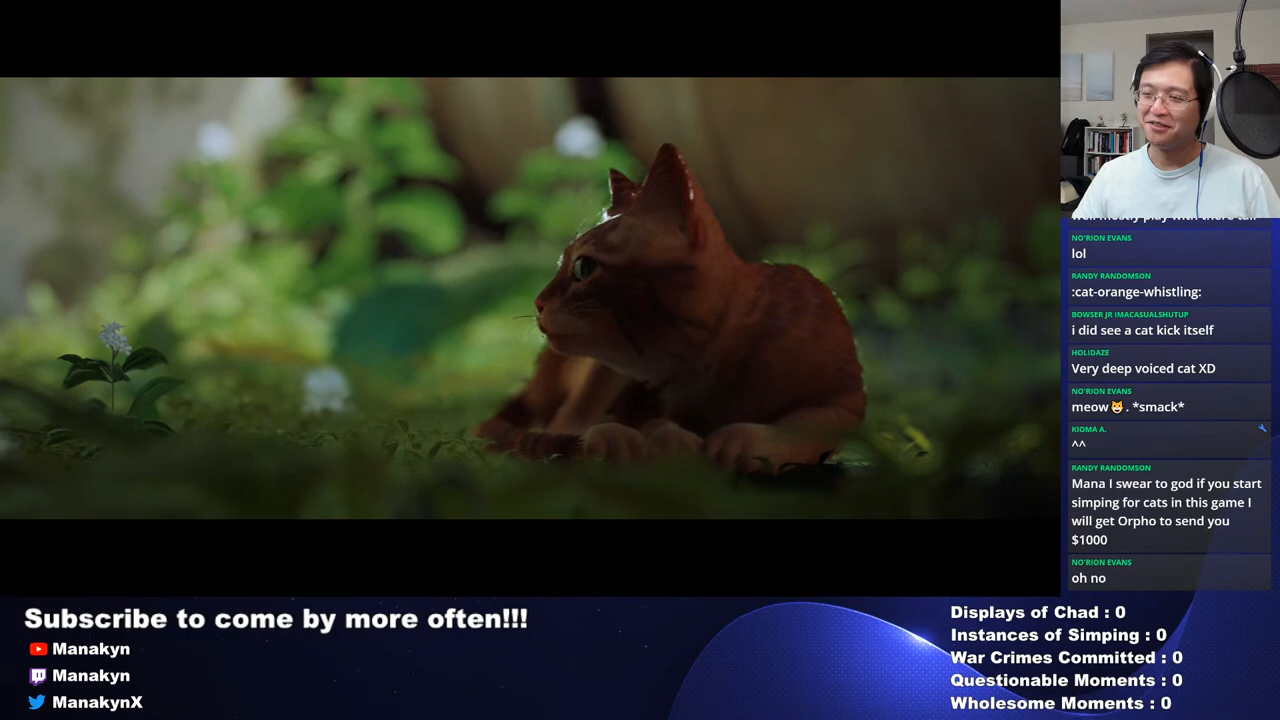 NO'RION EVANS
lol
RANDY RANDOMSON
:cat-orange-whistling:
BOWSER JR IMACASUALSHUTUP
i did see a cat kick itself
HOLIDAZE
Very deep voiced cat XD
NO'RION EVANS
meow😺. *smack*
KIOMA A.
^^
RANDY RANDOMSON
Mana I swear to god if you start
simping for cats in this game I
will get Orpho to send you
$1000
NO'RION EVANS
oh no
Subscribe to come by more often!!!
Manakyn
Manakyn
ManakynX
Displays of Chad : 0
Instances of Simping : 0
War Crimes Committed : 0
Questionable Moments : 0
Wholesome Moments : 0